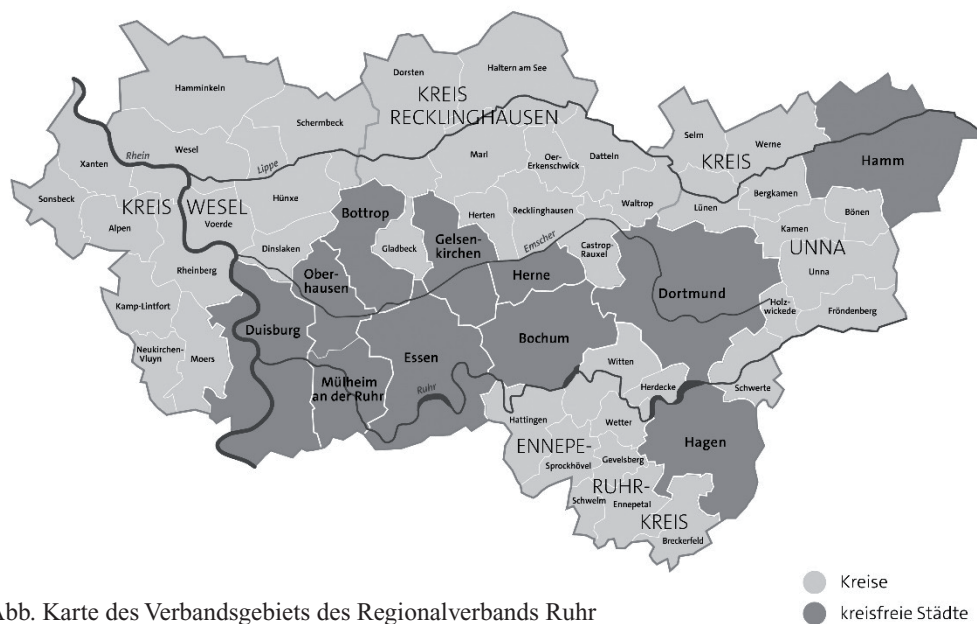 Dorsten
Haltern am See
Hamminkeln
KREIS
RECKLINGHAUSEN
Schermbeck
Selm
Werne
Rhein
Wesel
Lippe
Marl
Oer-
Erkenschwick
Datteln
KREIS
Hamm
Xanten
Sonsbeck
KREIS
WESEL
Hünxe
Bottrop
Bergkamen
Alpen
Voerde
Herten
Recklinghausen
Waltrop
Lünen
Bönen
Gladbeck
Gelsen-
kirchen
Kamen
Dinslaken
Emscher
Castrop-
Rauxel
UNNA
Rheinberg
Ober-
hausen
Herne
Unna
Dortmund
Kamp-Lintfort
Holz-
wickede
Fröndenberg
Duisburg
Bochum
Neukirchen-
Vluyn
Moers
Essen
Witten
Mülheim
an der Ruhr
Ruhr
Herdecke
Schwerte
Hattingen
Wetter
ENNEPE-
Hagen
Sprockhövel
Gevelsberg
RUHR-
Schwelm
Ennepetal
KREIS
Breckerfeld
Kreise
kreisfreie Städte
Abb. Karte des Verbandsgebiets des Regionalverbands Ruhr